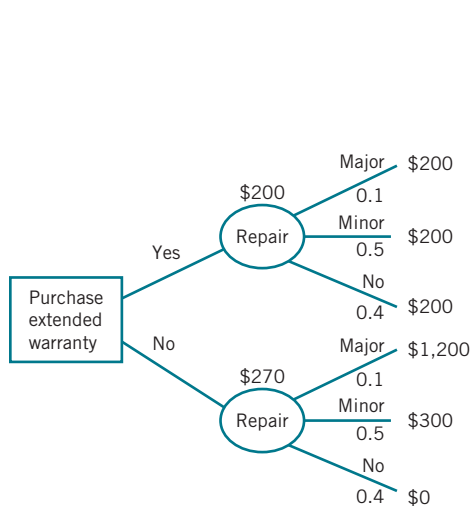 Major $200
$200
0.1
Minor
Repair
$200
Yes
0.5
No
Purchase
extended
warranty
0.4 $200
No
Major $1,200
$270
0.1
Minor
Repair
$300
0.5
No
0.4 $0